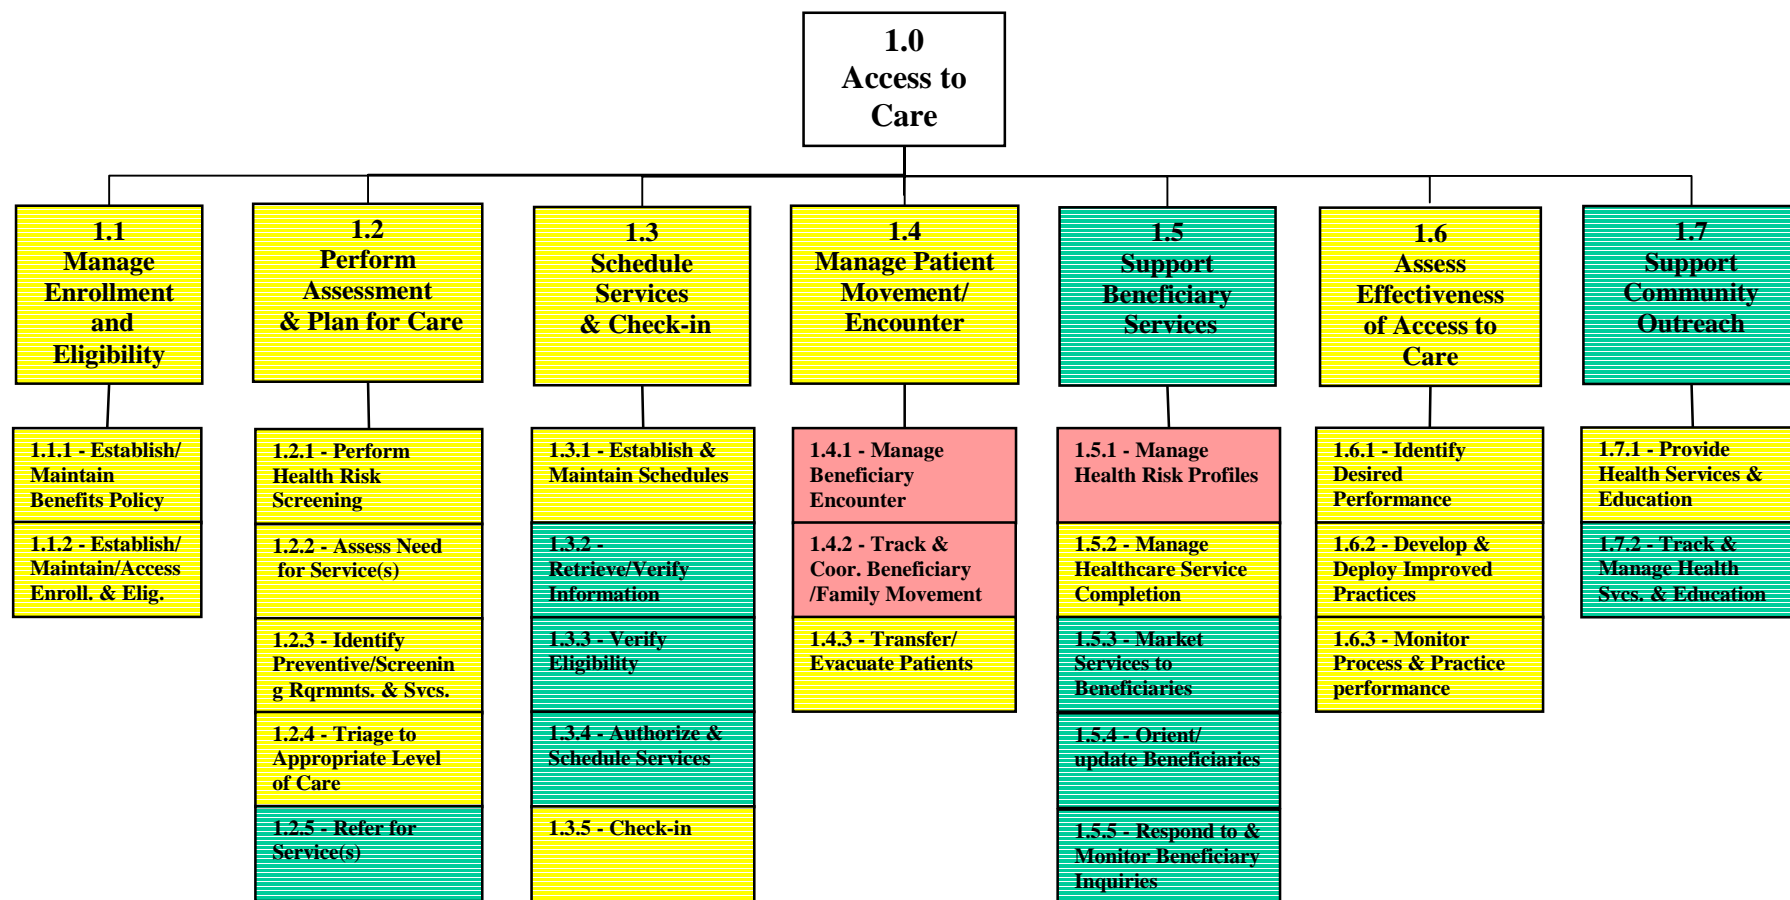 1.0
Access to
Care
1.1
Manage
Enrollment
and
Eligibility
1.2
Perform
Assessment
& Plan for Care
1.3
Schedule
Services
& Check-in
1.4
Manage Patient
Movement/
Encounter
1.5
Support
Beneficiary
Services
1.6
Assess
Effectiveness
of Access to
Care
1.7
Support
Community
Outreach
1.1.1 - Establish/
Maintain
Benefits Policy
1.1.2 - Establish/
Maintain/Access
Enroll. & Elig.
1.2.1 - Perform
Health Risk
Screening
1.2.2 - Assess Need
for Service(s)
1.2.3 - Identify
Preventive/Screenin
g Rqrmnts. & Svcs.
1.2.4 - Triage to
Appropriate Level
of Care
1.2.5 - Refer for
Service(s)
1.3.1 - Establish &
Maintain Schedules
1.3.2 -
Retrieve/Verify
Information
1.3.3 - Verify
Eligibility
1.3.4 - Authorize &
Schedule Services
1.3.5 - Check-in
1.4.1 - Manage
Beneficiary
Encounter
1.4.2 - Track &
Coor. Beneficiary
/Family Movement
1.4.3 - Transfer/
Evacuate Patients
1.5.1 - Manage
Health Risk Profiles
1.5.2 - Manage
Healthcare Service
Completion
1.5.3 - Market
Services to
Beneficiaries
1.5.4 - Orient/
update Beneficiaries
1.5.5 - Respond to &
Monitor Beneficiary
Inquiries
1.6.1 - Identify
Desired
Performance
1.6.2 - Develop &
Deploy Improved
Practices
1.6.3 - Monitor
Process & Practice
performance
1.7.1 - Provide
Health Services &
Education
1.7.2 - Track &
Manage Health
Svcs. & Education